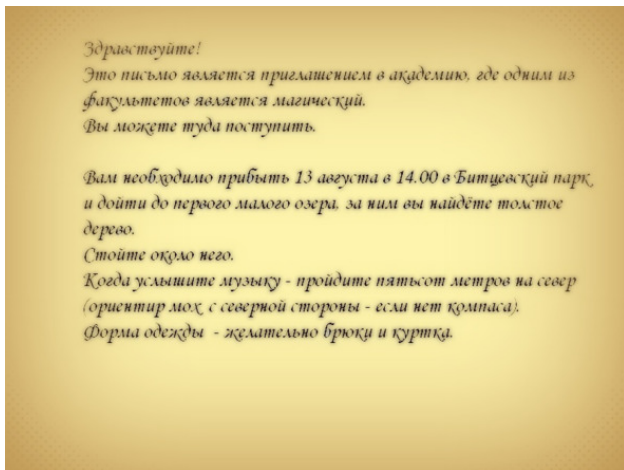 Здравствуйте!
Это письмо является приглашением в академию, где одним из
факультетов является магический.
Вы можете туда поступить.
Вам необходимо прибыть 13 августа в 14.00 в Битцевский парк
и дойти до первого малого озера, за ним вы найдёте толстое
дерево.
Стойте около него.
Когда услышите музыку - пройдите пятьсот метров на север
(ориентир мох с северной стороны - если нет компаса).
Форма одежды - желательно брюки и куртка.